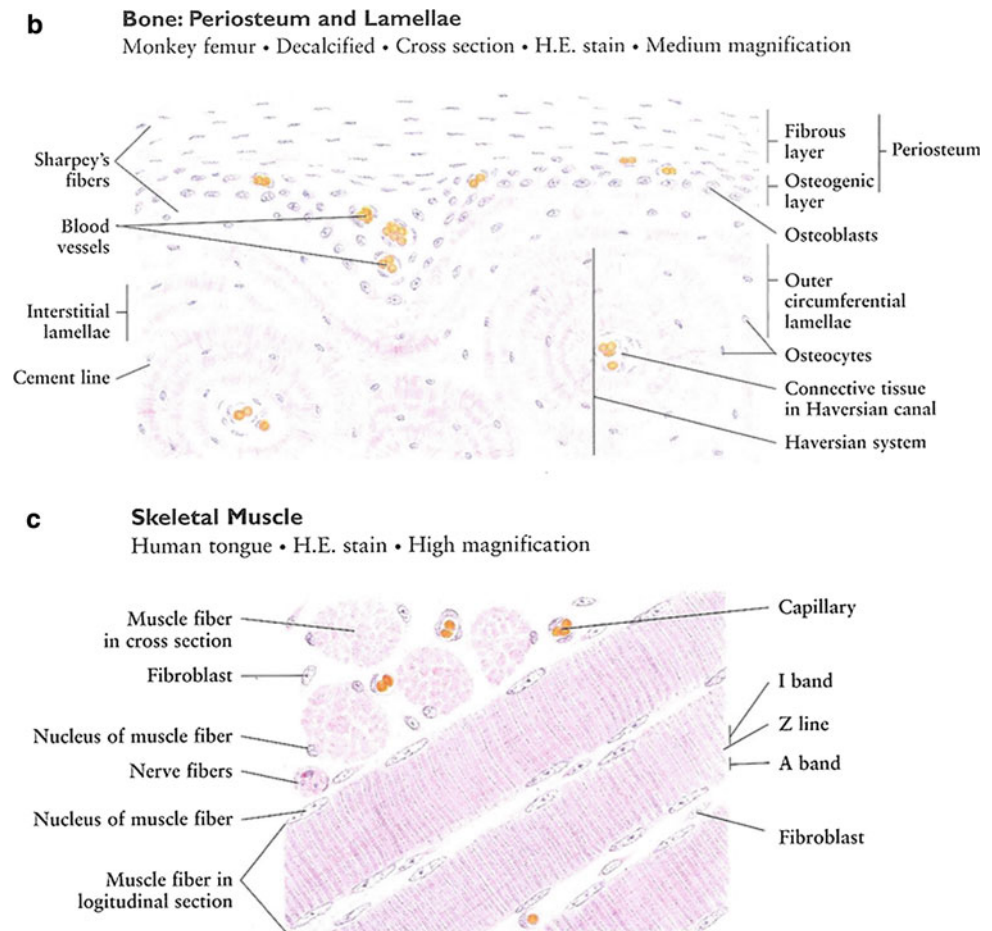 b
Bone: Periosteum and Lamellae
Monkey femur • Decalcified • Cross section • H.E. stain • Medium magnification
Sharpey's
fibers
Blood
vessels
Interstitial
lamellae
Cement line
Fibrous
layer
Periosteum
Osteogenic
layer
Osteoblasts
Outer
circumferential
lamellae
Osteocytes
Connective tissue
in Haversian canal
Haversian system
c
Skeletal Muscle
Human tongue • H.E. stain • High magnification
Muscle fiber
in cross section
Fibroblast
Nucleus of muscle fiber
Nerve fibers
Nucleus of muscle fiber
Muscle fiber in
logitudinal section
Capillary
I band
Z line
A band
Fibroblast